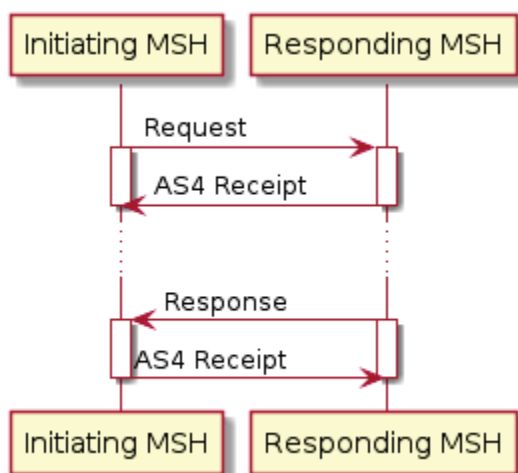 Initiating MSH
Responding MSH
Request
AS4 Receipt
Response
AS4 Receipt
Initiating MSH
Responding MSH